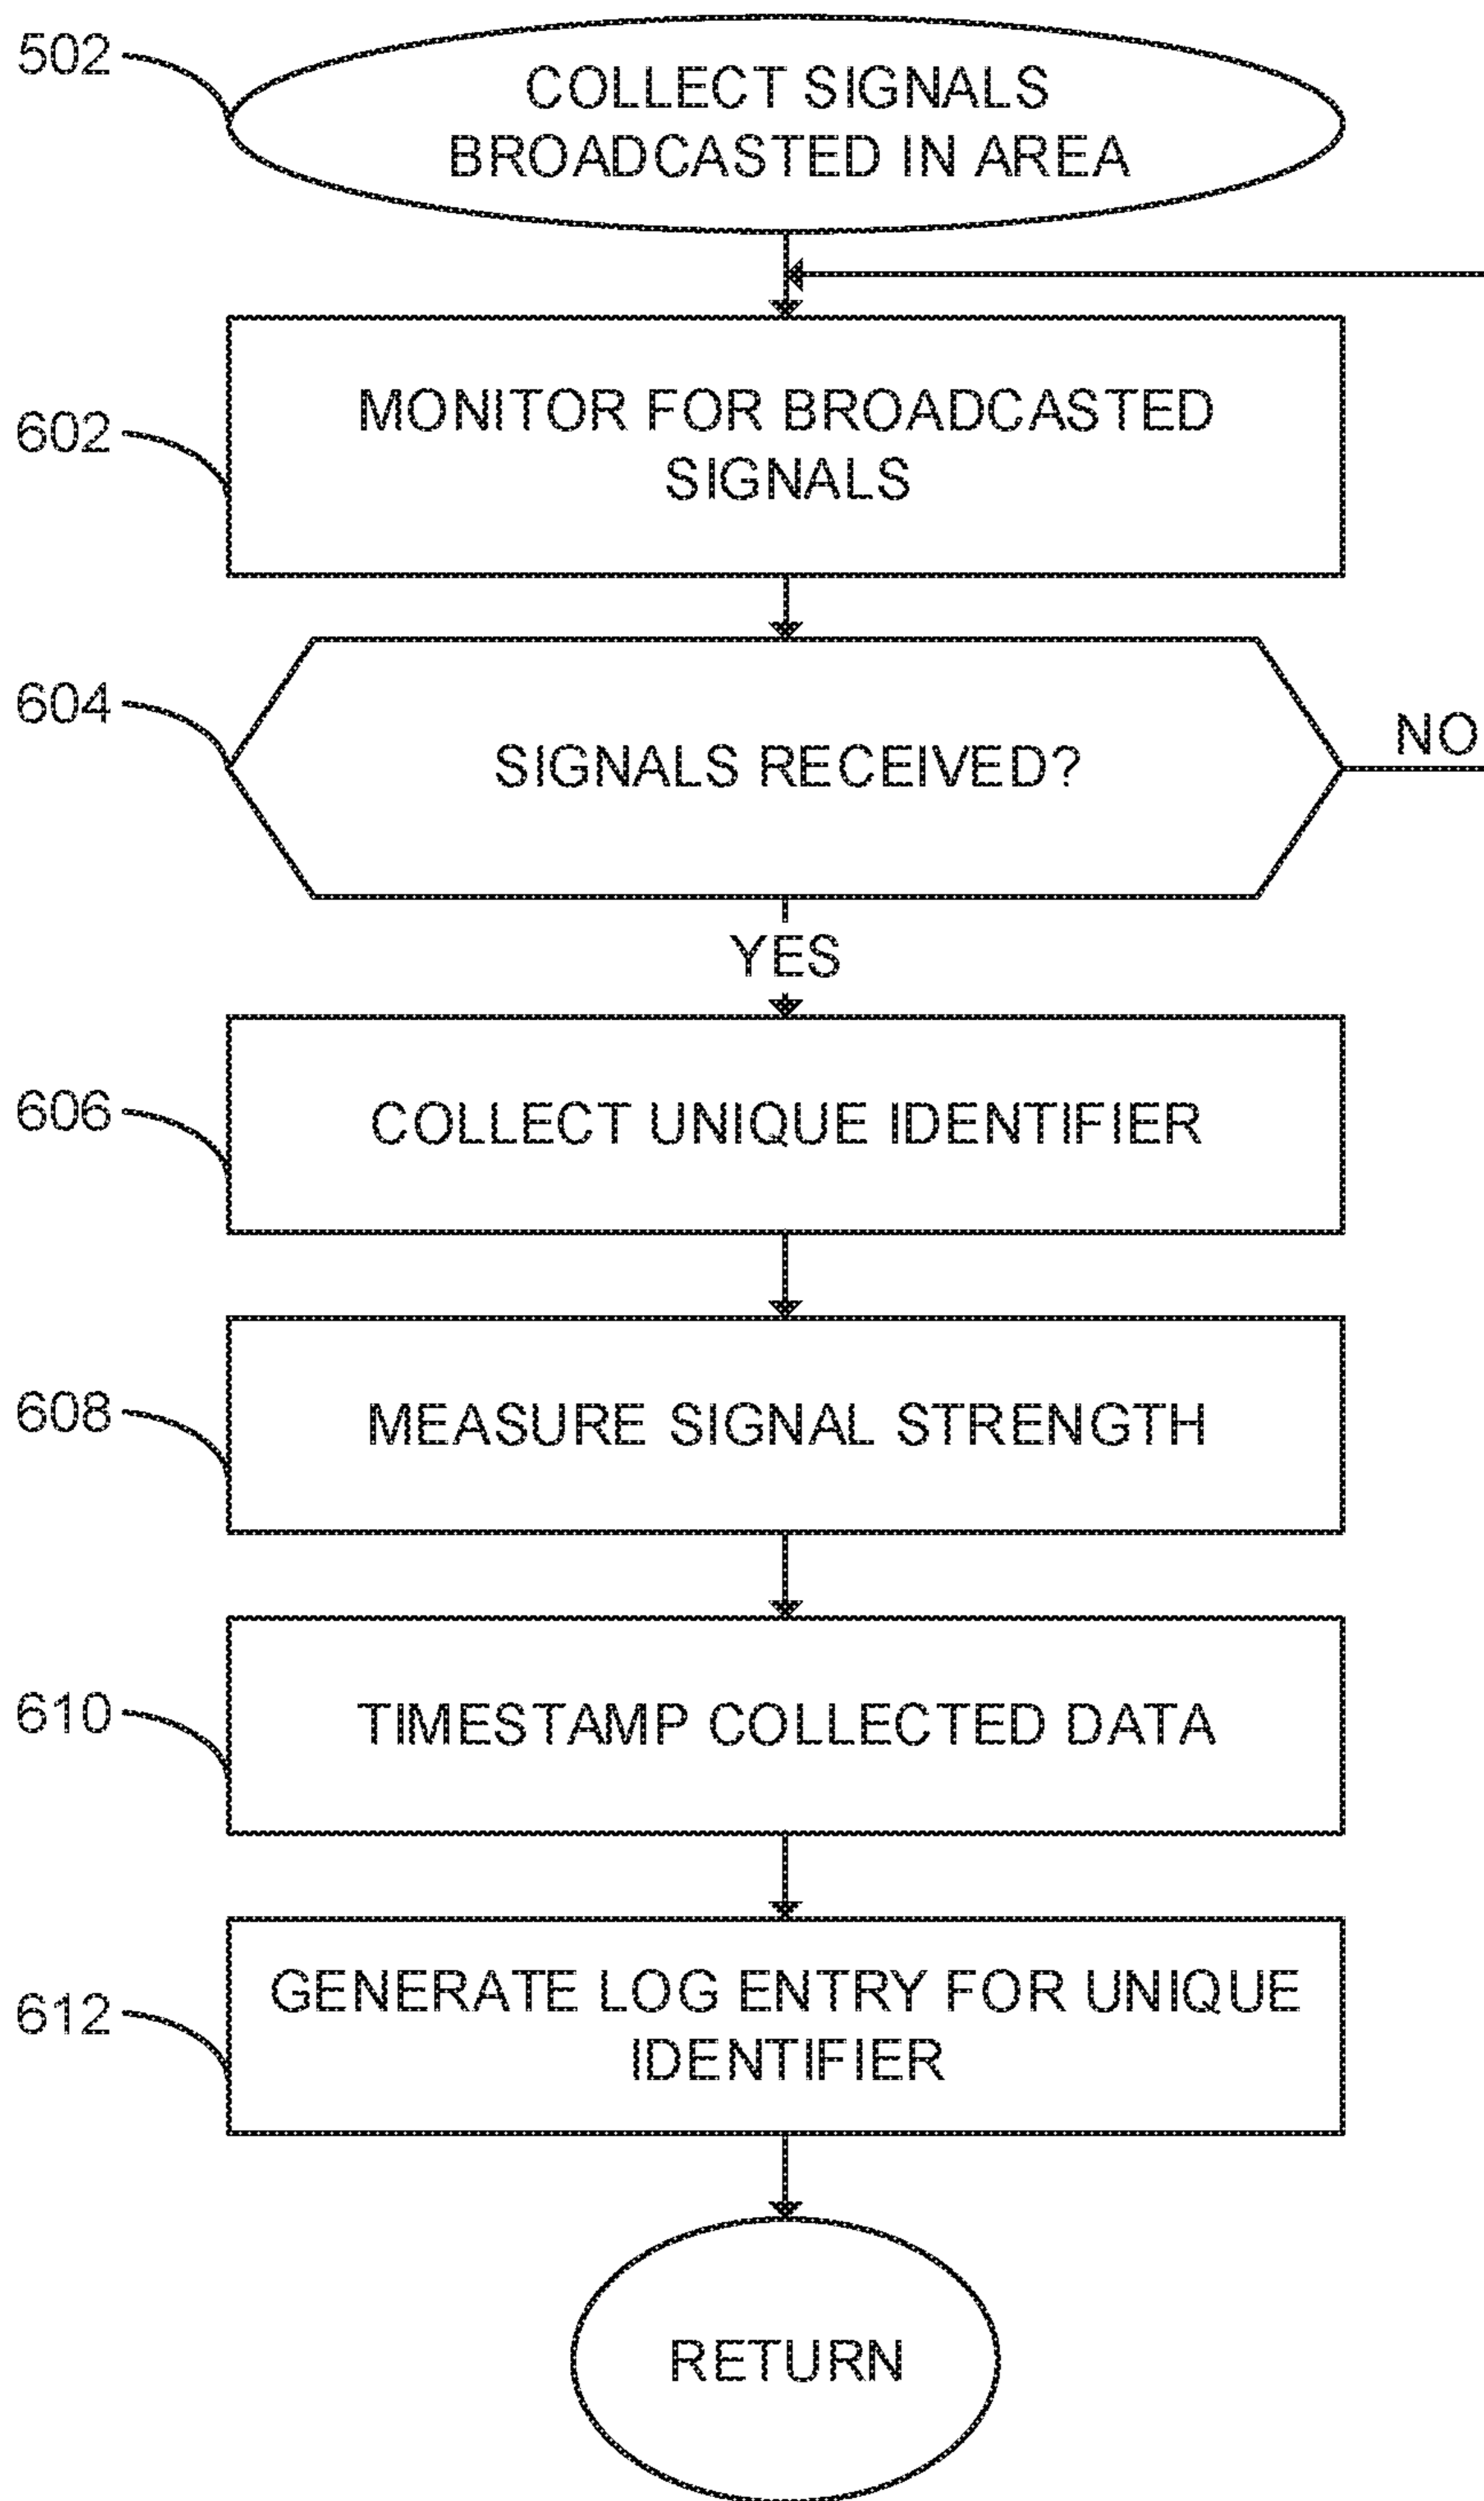 502
COLLECT SIGNALS
BROADCASTED IN AREA
602
MONITOR FOR BROADCASTED
SIGNALS
604
SIGNALS RECEIVED?
NO
YES
606
COLLECT UNIQUE IDENTIFIER
608
MEASURE SIGNAL STRENGTH
610
TIMESTAMP COLLECTED DATA
612
GENERATE LOG ENTRY FOR UNIQUE
IDENTIFIER
RETURN